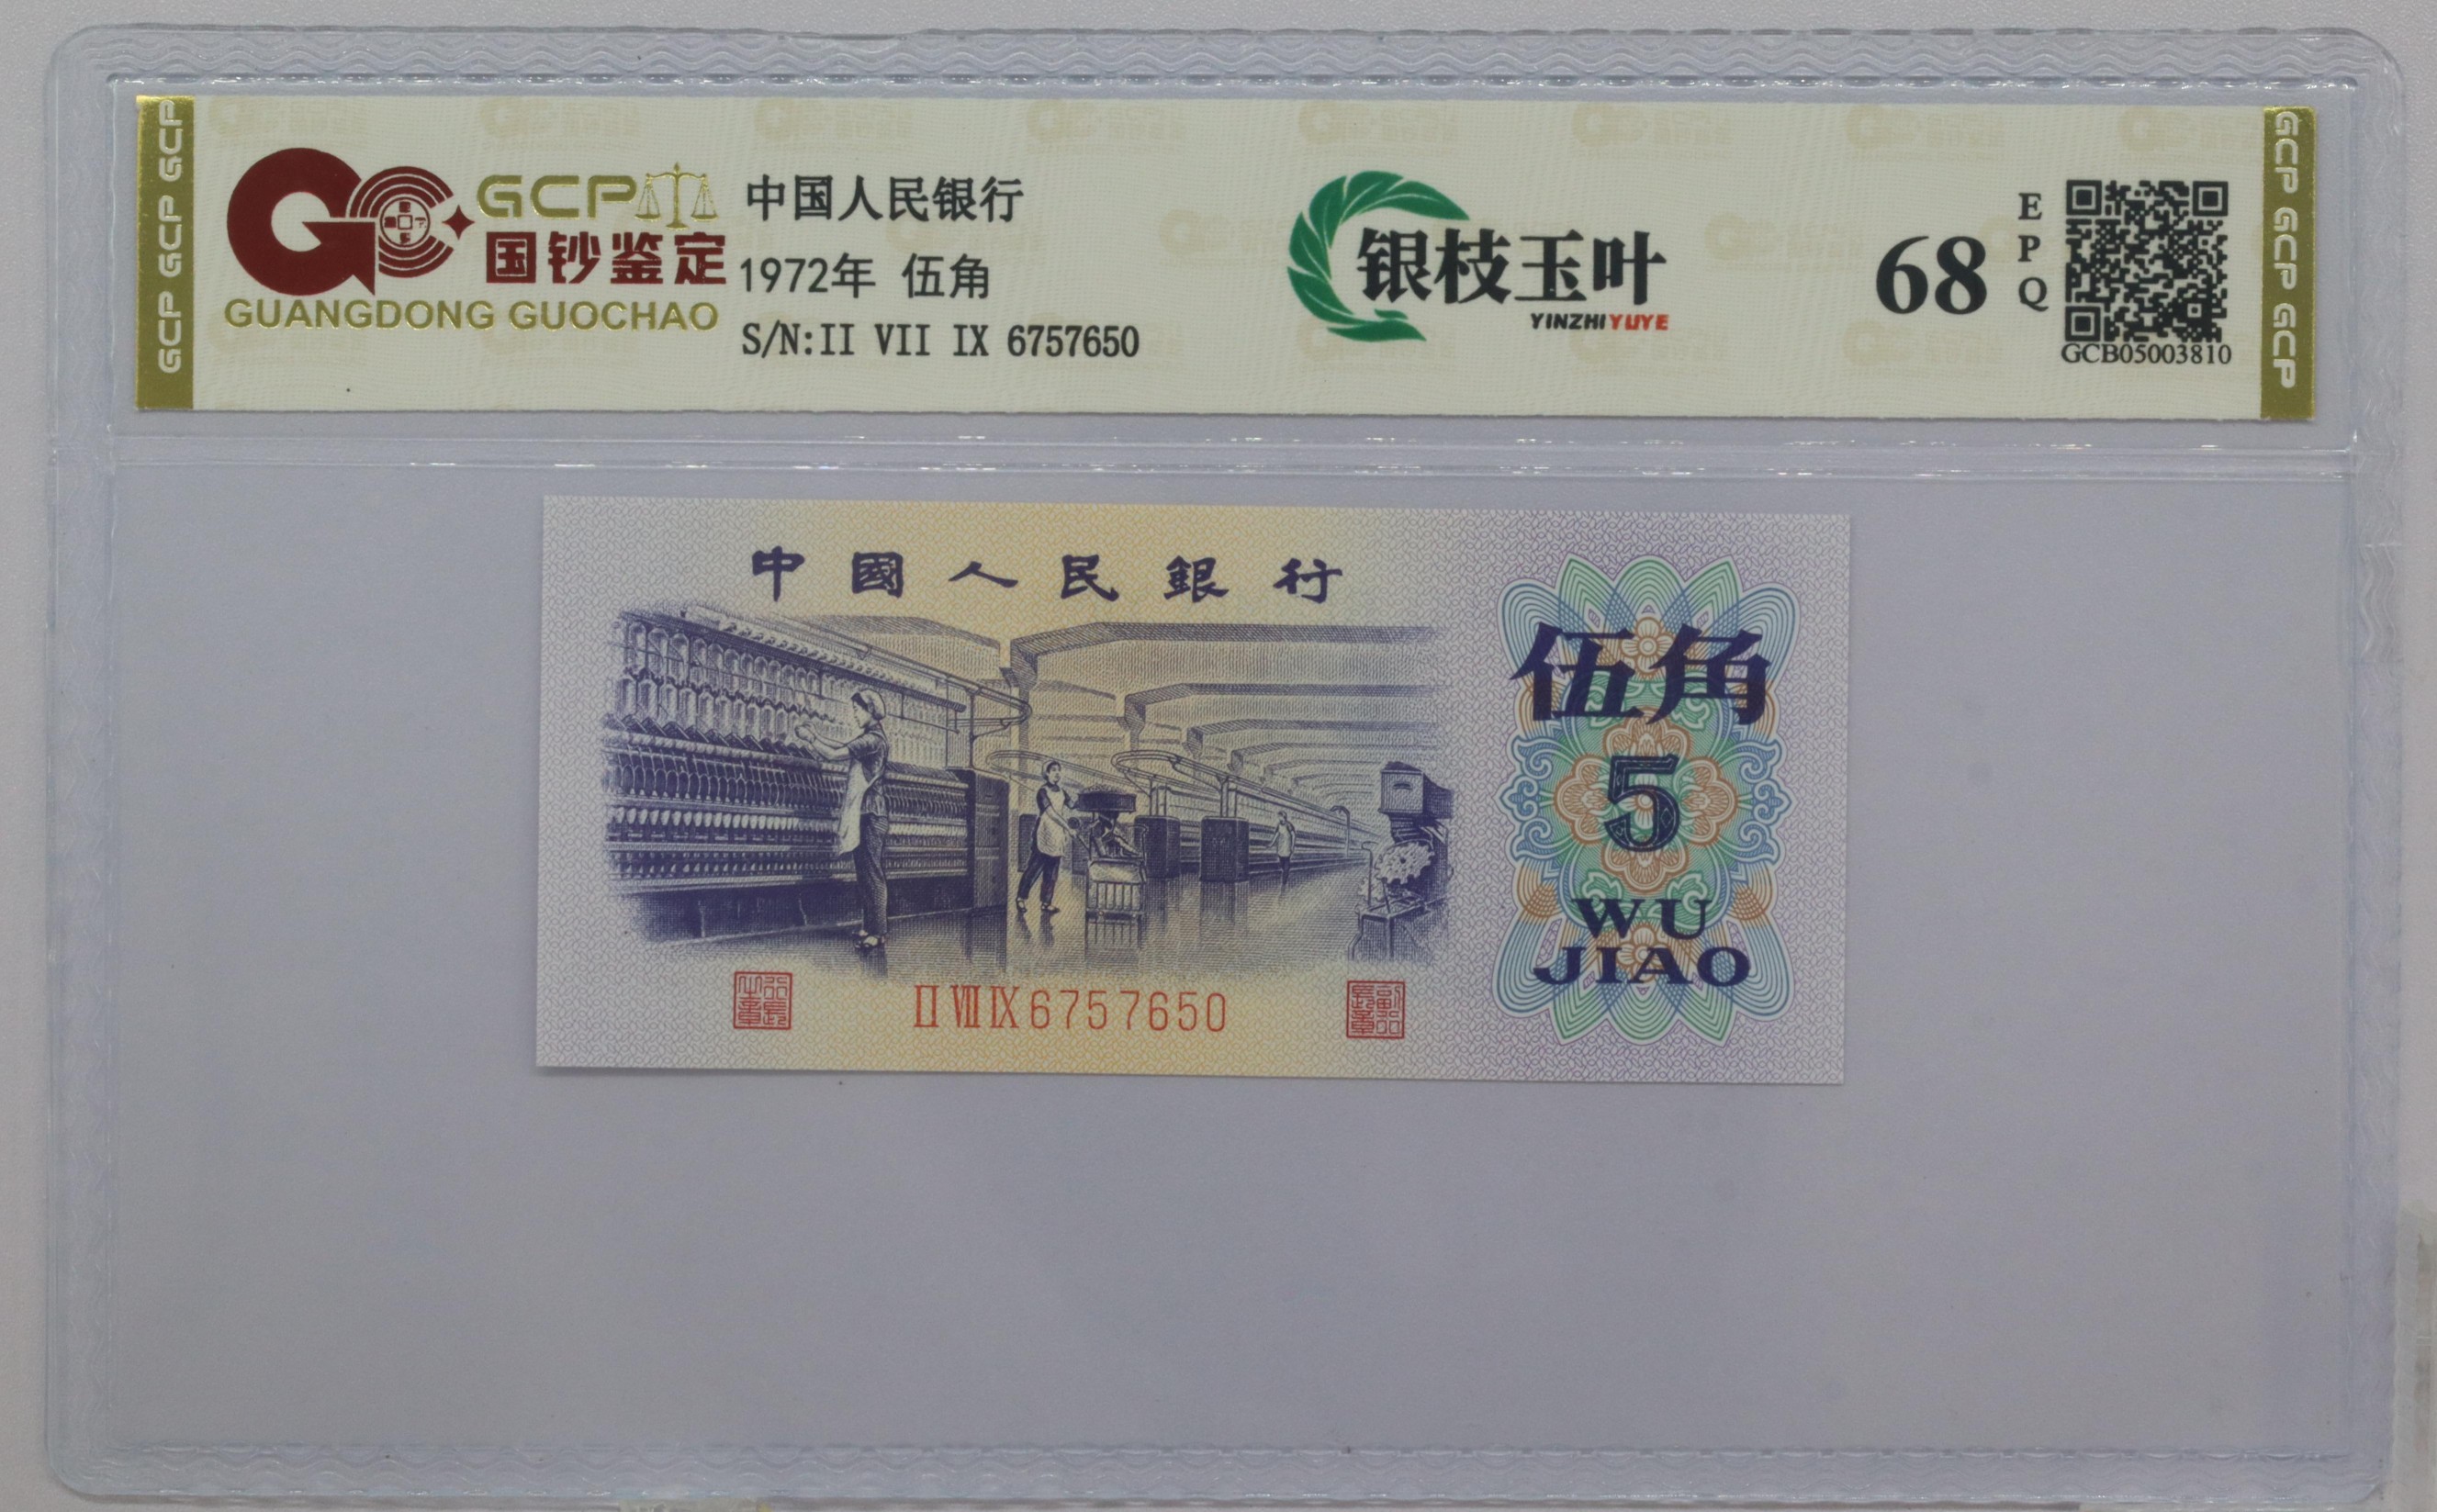 GCP GCP GCP
GCP
国钞鉴定
GUANGDONG GUOCHAO
中国人民银行
1972年 伍角
S/N:II VII IX 6757650
银枝玉叶
YINZHIYUYE
68
EPQ
GCB05003810
GCP GCP GCP
中國人民銀行
伍角
5
WU
JIAO
II VII IX 6757650